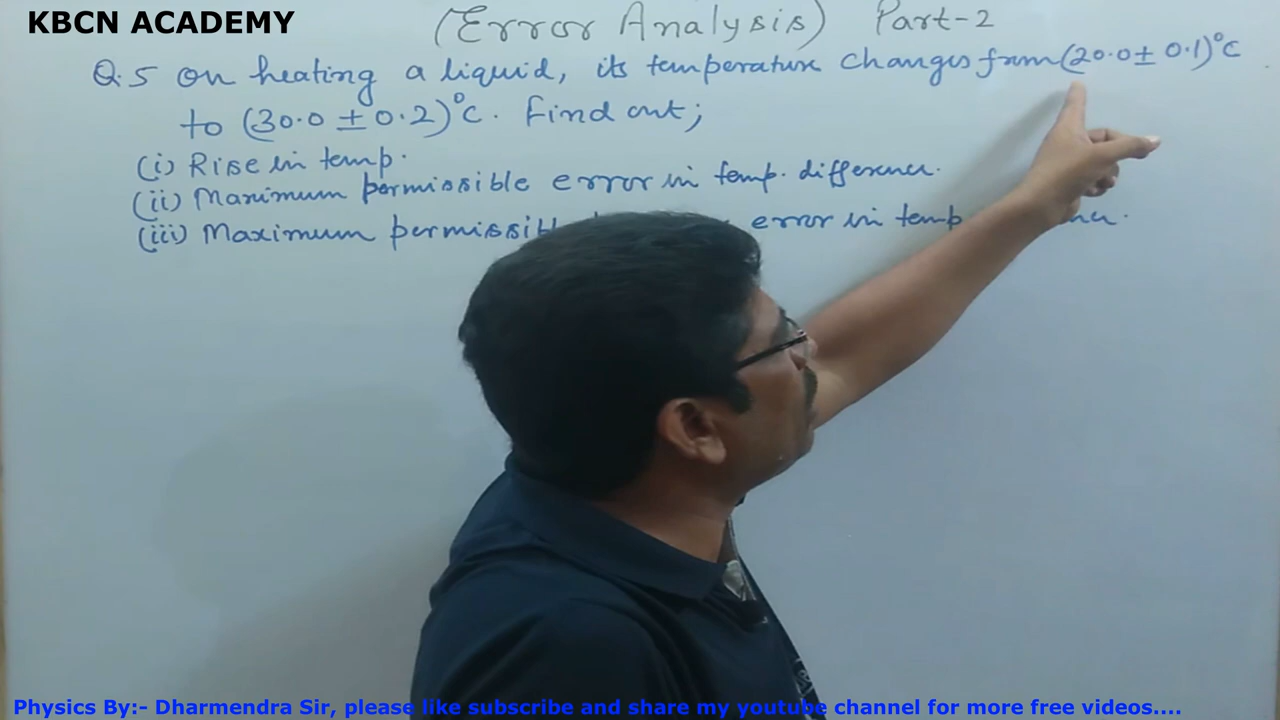 KBCN ACADEMY
(Error Analysis) Part-2
Q.5 on heating a liquid, its temperature changes from (20.0 ± 0.1)°C
to (30.0 ± 0.2)°C. Find out;
(i) Rise in temp.
(ii) Maximum permissible error in temp. difference.
(iii) Maximum error in temp
Physics By:- Dharmendra Sir, please like subscribe and share my youtube channel for more free videos....